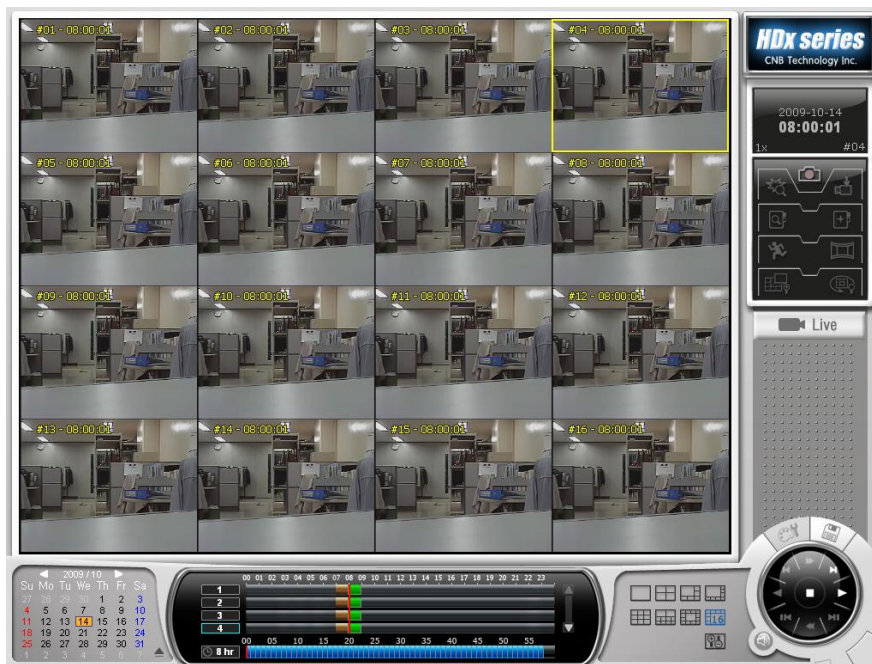 #01 - 08:00:01
#02 - 08:00:01
#03 - 08:00:01
#04 - 08:00:01
HDx series
CNB Technology Inc.
2009-10-14
08:00:01
1x #04
#05 - 08:00:01
#06 - 08:00:01
#07 - 08:00:01
#08 - 08:00:01
#09 - 08:00:01
#10 - 08:00:01
#11 - 08:00:01
#12 - 08:00:01
Live
#13 - 08:00:01
#14 - 08:00:01
#15 - 08:00:01
#16 - 08:00:01
2009/10
Su Mo Tu We Th Fr Sa
27 28 29 30 1 2 3
4 5 6 7 8 9 10
11 12 13 14 15 16 17
18 19 20 21 22 23 24
25 26 27 28 29 30 31
1 2 3 4 5 6 7
00 01 02 03 04 05 06 07 08 09 10 11 12 13 14 15 16 17 18 19 20 21 22 23
1
2
3
4
00 05 10 15 20 25 30 35 40 45 50 55
8 hr
16